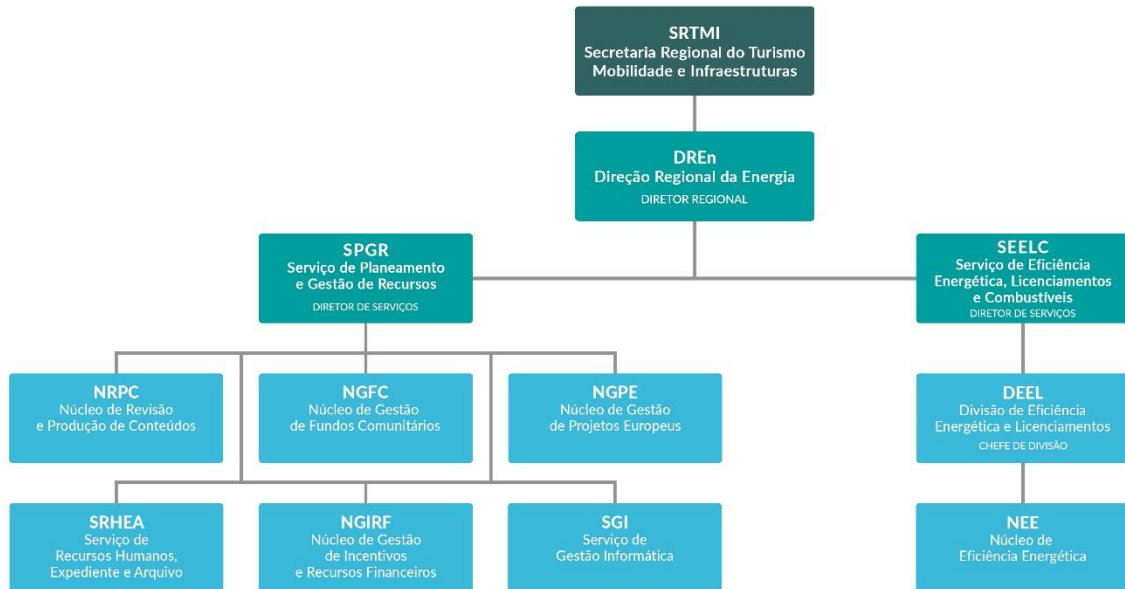 SRTMI
Secretaria Regional do Turismo
Mobilidade e Infraestruturas
DREn
Direção Regional da Energia
DIRETOR REGIONAL
SPGR
Serviço de Planeamento
e Gestão de Recursos
DIRETOR DE SERVIÇOS
SEELC
Serviço de Eficiência
Energética, Licenciamentos
e Combustíveis
DIRETOR DE SERVIÇOS
NRPC
Núcleo de Revisão
e Produção de Conteúdos
NGFC
Núcleo de Gestão
de Fundos Comunitários
NGPE
Núcleo de Gestão
de Projetos Europeus
DEEL
Divisão de Eficiência
Energética e Licenciamentos
CHEFE DE DIVISÃO
SRHEA
Serviço de
Recursos Humanos,
Expediente e Arquivo
NGIRF
Núcleo de Gestão
de Incentivos
e Recursos Financeiros
SGI
Serviço de
Gestão Informática
NEE
Núcleo de
Eficiência Energética